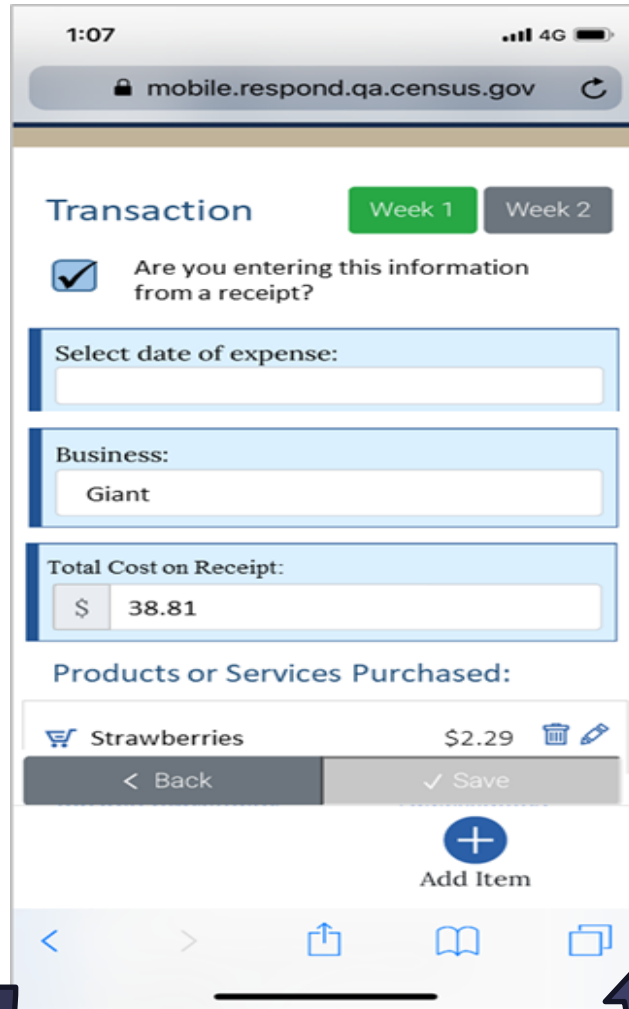 1:07 4G
mobile.respond.qa.census.gov
Transaction Week 1 Week 2
Are you entering this information
from a receipt?
Select date of expense:
Business:
Giant
Total Cost on Receipt:
$ 38.81
Products or Services Purchased:
Strawberries $2.29
< Back ✓ Save
Add Item